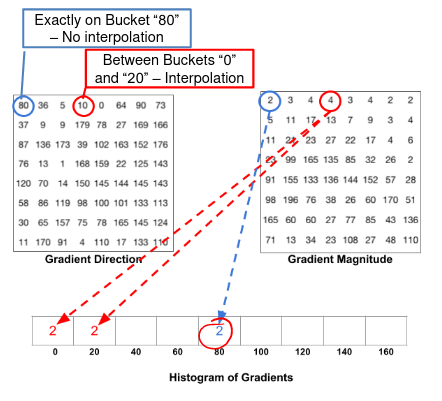 Exactly on Bucket “80”
– No interpolation
Between Buckets “0”
and “20” – Interpolation
80 36 5 10 0 64 90 73
37 9 9 179 78 27 169 166
87 136 173 39 102 163 152 176
76 13 1 168 159 22 125 143
120 70 14 150 145 144 145 143
58 86 119 98 100 101 133 113
30 65 157 75 78 165 145 124
11 170 91 4 110 17 133 110
Gradient Direction
2 3 4 4 3 4 2 2
5 11 17 13 7 9 3 4
11 21 23 27 22 17 4 6
23 99 165 135 85 32 26 2
91 155 133 136 144 152 57 28
98 196 76 38 26 60 170 51
165 60 60 27 77 85 43 136
71 13 34 23 108 27 48 110
Gradient Magnitude
2 2 2
0 20 40 60 80 100 120 140 160
Histogram of Gradients